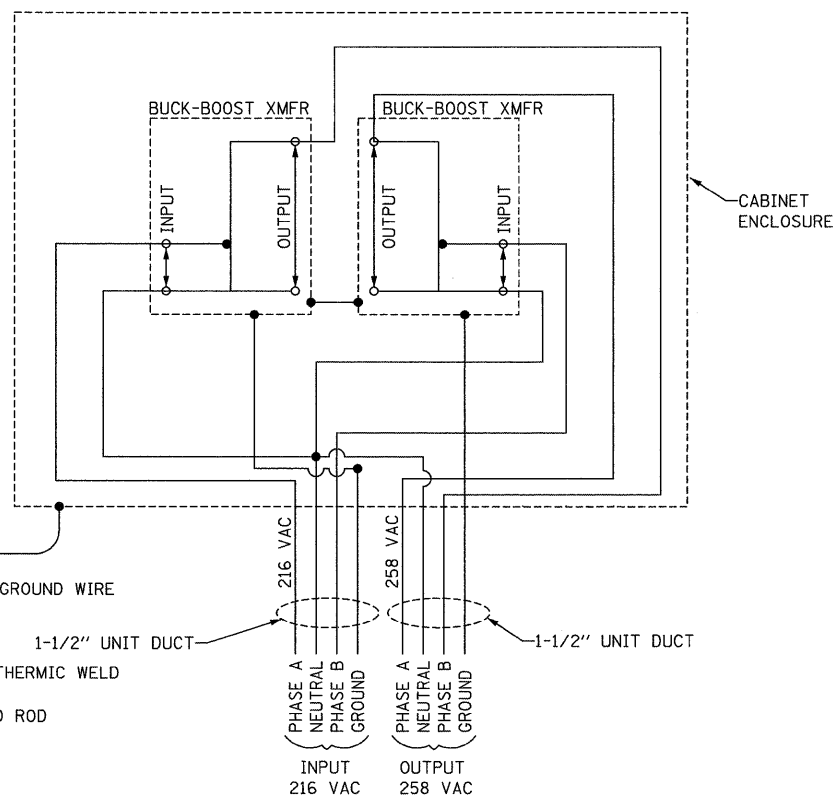 BUCK-BOOST XMFR
BUCK-BOOST XMFR
INPUT
OUTPUT
OUTPUT
INPUT
CABINET
ENCLOSURE
216 VAC
258 VAC
GROUND WIRE
1-1/2" UNIT DUCT
1-1/2" UNIT DUCT
THERMIC WELD
ROD
PHASE A
NEUTRAL
PHASE B
GROUND
PHASE A
NEUTRAL
PHASE B
GROUND
INPUT
216 VAC
OUTPUT
258 VAC